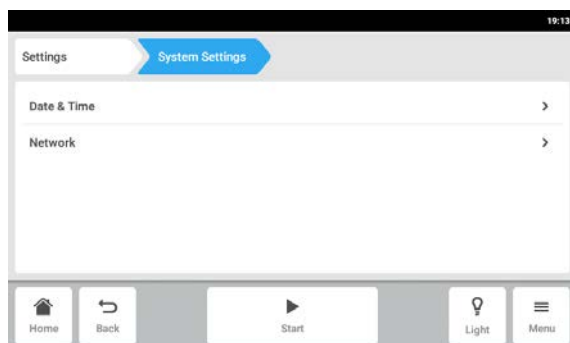 19:13
Settings System Settings
Date & Time
Network
Home Back Start Light Menu